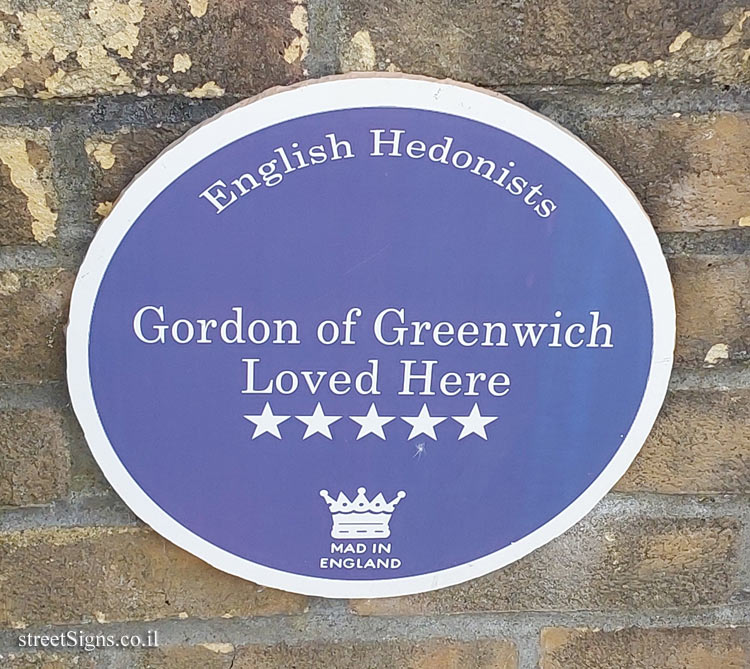 English Hedonists
Gordon of Greenwich
Loved Here
MAD IN
ENGLAND
streetSigns.co.il